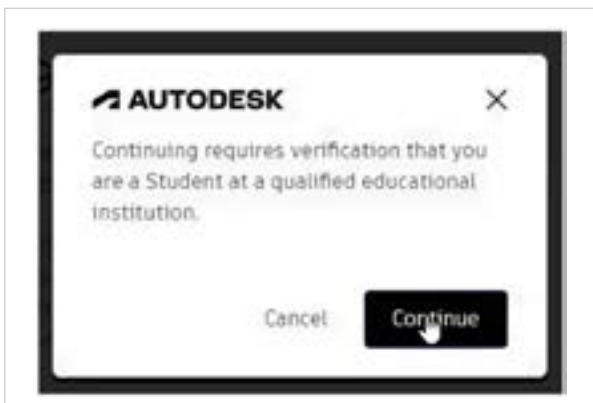 AUTODESK
Continuing requires verification that you
are a Student at a qualified educational
institution.
Cancel
Continue